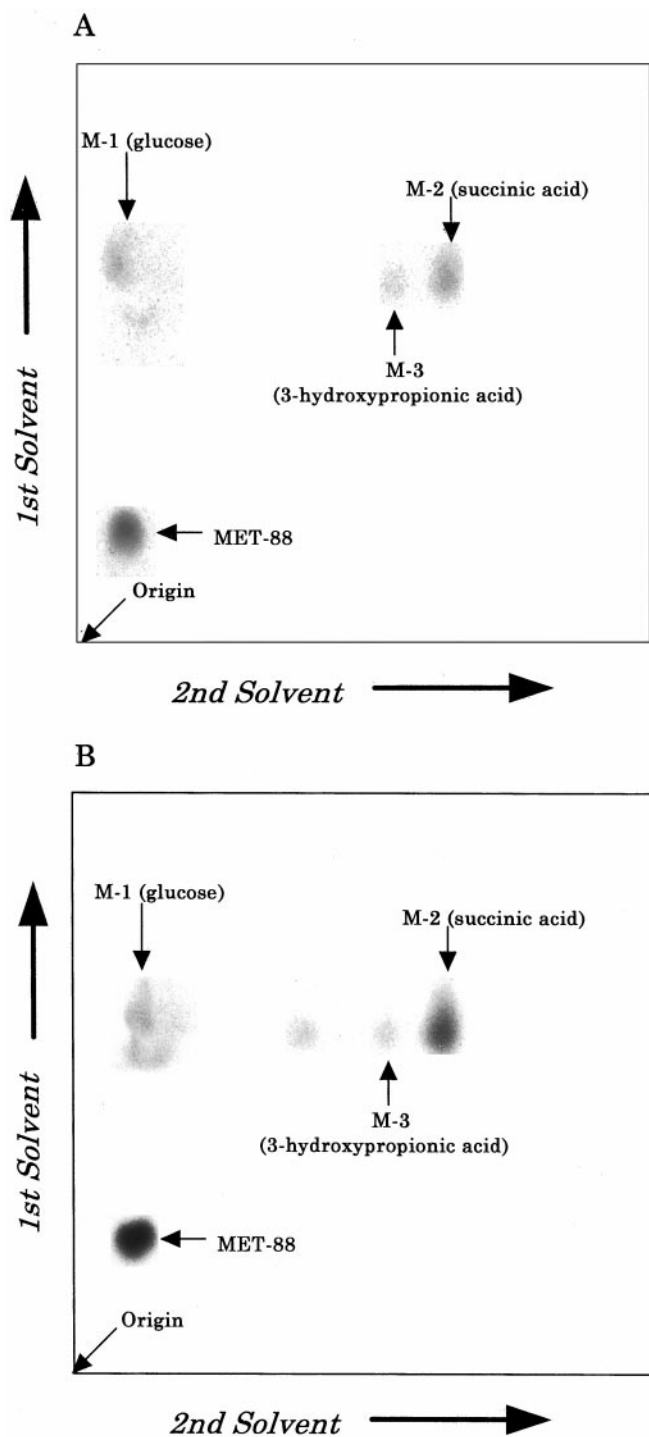 A
M-1 (glucose)
M-2 (succinic acid)
M-3
(3-hydroxypropionic acid)
MET-88
Origin
1st Solvent
2nd Solvent
B
M-1 (glucose)
M-2 (succinic acid)
M-3
(3-hydroxypropionic acid)
MET-88
Origin
1st Solvent
2nd Solvent